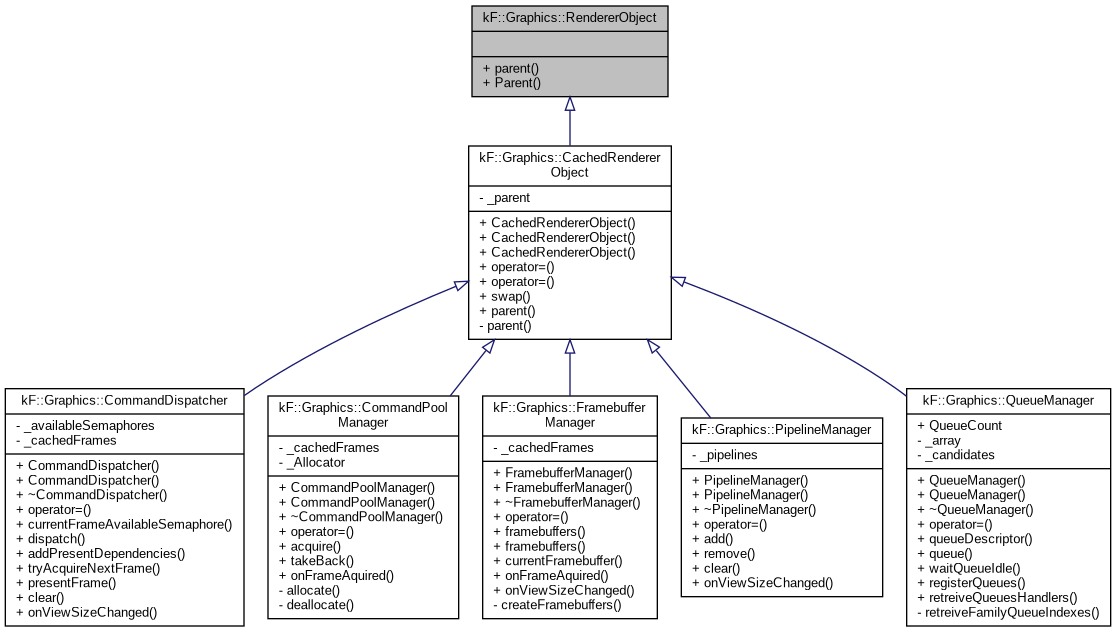 kF::Graphics::RendererObject
+ parent()
+ Parent()
kF::Graphics::CachedRenderer
Object
- _parent
+ CachedRendererObject()
+ CachedRendererObject()
+ CachedRendererObject()
+ operator=()
+ operator=()
+ swap()
+ parent()
- parent()
kF::Graphics::CommandDispatcher
- _availableSemaphores
- _cachedFrames
+ CommandDispatcher()
+ CommandDispatcher()
+ ~CommandDispatcher()
+ operator=()
+ currentFrameAvailableSemaphore()
+ dispatch()
+ addPresentDependencies()
+ tryAcquireNextFrame()
+ presentFrame()
+ clear()
+ onViewSizeChanged()
kF::Graphics::CommandPool
Manager
- _cachedFrames
- _Allocator
+ CommandPoolManager()
+ CommandPoolManager()
+ ~CommandPoolManager()
+ operator=()
+ acquire()
+ takeBack()
+ onFrameAquired()
- allocate()
- deallocate()
kF::Graphics::Framebuffer
Manager
- _cachedFrames
+ FramebufferManager()
+ FramebufferManager()
+ ~FramebufferManager()
+ operator=()
+ framebuffers()
+ framebuffers()
+ currentFramebuffer()
+ onFrameAquired()
+ onViewSizeChanged()
- createFramebuffers()
kF::Graphics::PipelineManager
- _pipelines
+ PipelineManager()
+ PipelineManager()
+ ~PipelineManager()
+ operator=()
+ add()
+ remove()
+ clear()
+ onViewSizeChanged()
kF::Graphics::QueueManager
+ QueueCount
- _array
- _candidates
+ QueueManager()
+ QueueManager()
+ ~QueueManager()
+ operator=()
+ queueDescriptor()
+ queue()
+ waitQueueIdle()
+ registerQueues()
+ retreiveQueuesHandlers()
- retreiveFamilyQueueIndexes()